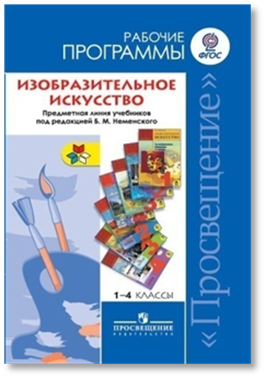 РАБОЧИЕ
ПРОГРАММЫ
ФГОС
ИЗОБРАЗИТЕЛЬНОЕ
ИСКУССТВО
Предметная линия учебников
под редакцией Б. М. Неменского
1–4 КЛАССЫ
ПРОСВЕЩЕНИЕ
ИЗДАТЕЛЬСТВО
«Просвещение»